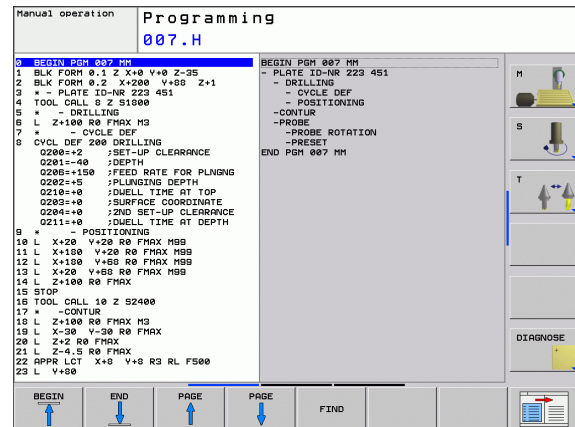 Manual operation
Programming
007.H
0 BEGIN PGM 007 MM
1 BLK FORM 0.1 Z X+0 Y+0 Z-35
2 BLK FORM 0.2 X+200 Y+88 Z+1
3 * - PLATE ID-NR 223 451
4 TOOL CALL 8 Z S1800
5 * - DRILLING
6 L Z+100 R0 FMAX M3
7 * - CYCLE DEF
8 CYCL DEF 200 DRILLING
Q200=+2 ;SET-UP CLEARANCE
Q201=-40 ;DEPTH
Q206=+150 ;FEED RATE FOR PLNGNG
Q202=+5 ;PLUNGING DEPTH
Q210=+0 ;DWELL TIME AT TOP
Q203=+0 ;SURFACE COORDINATE
Q204=+0 ;2ND SET-UP CLEARANCE
Q211=+0 ;DWELL TIME AT DEPTH
9 * - POSITIONING
10 L X+20 Y+20 R0 FMAX M99
11 L X+180 Y+20 R0 FMAX M99
12 L X+180 Y+68 R0 FMAX M99
13 L X+20 Y+68 R0 FMAX M99
14 L Z+100 R0 FMAX
15 STOP
16 TOOL CALL 10 Z S2400
17 * -CONTUR
18 L Z+100 R0 FMAX M3
19 L X-30 Y-30 R0 FMAX
20 L Z+2 R0 FMAX
21 L Z-4.5 R0 FMAX
22 APPR LCT X+8 Y+8 R3 RL F500
23 L Y+80
BEGIN PGM 007 MM
- PLATE ID-NR 223 451
- DRILLING
- CYCLE DEF
- POSITIONING
-CONTUR
-PROBE
-PROBE ROTATION
-PRESET
END PGM 007 MM
M
S
T
DIAGNOSE
BEGIN
END
PAGE
PAGE
FIND